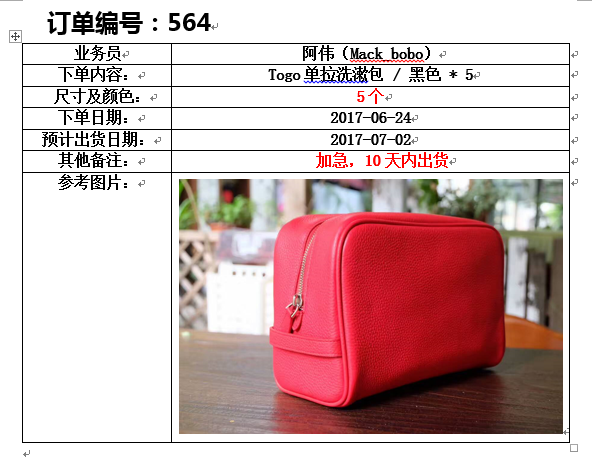 订单编号：564
业务员 阿伟（Mack_bobo）
下单内容： Togo单拉洗漱包 / 黑色 * 5
尺寸及颜色： 5个
下单日期： 2017-06-24
预计出货日期： 2017-07-02
其他备注： 加急，10天内出货
参考图片：